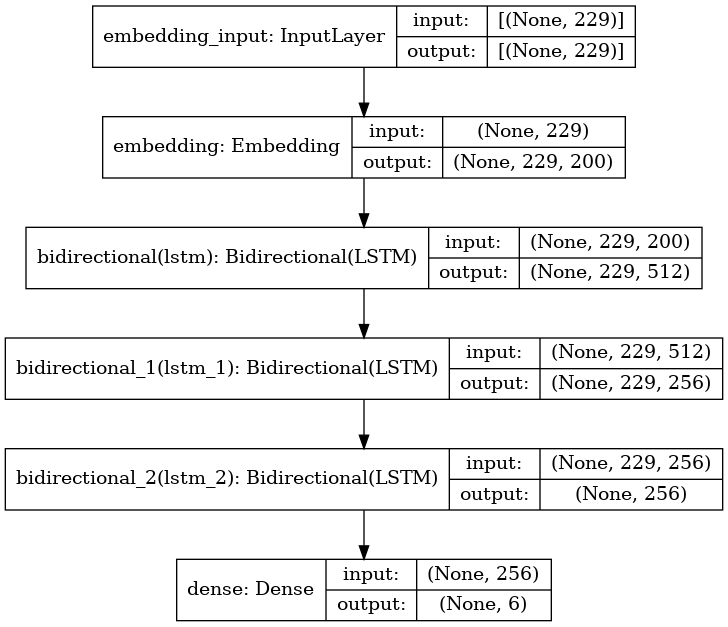 embedding_input: InputLayer
input: [(None, 229)]
output: [(None, 229)]
embedding: Embedding
input: (None, 229)
output: (None, 229, 200)
bidirectional(lstm): Bidirectional(LSTM)
input: (None, 229, 200)
output: (None, 229, 512)
bidirectional_1(lstm_1): Bidirectional(LSTM)
input: (None, 229, 512)
output: (None, 229, 256)
bidirectional_2(lstm_2): Bidirectional(LSTM)
input: (None, 229, 256)
output: (None, 256)
dense: Dense
input: (None, 256)
output: (None, 6)